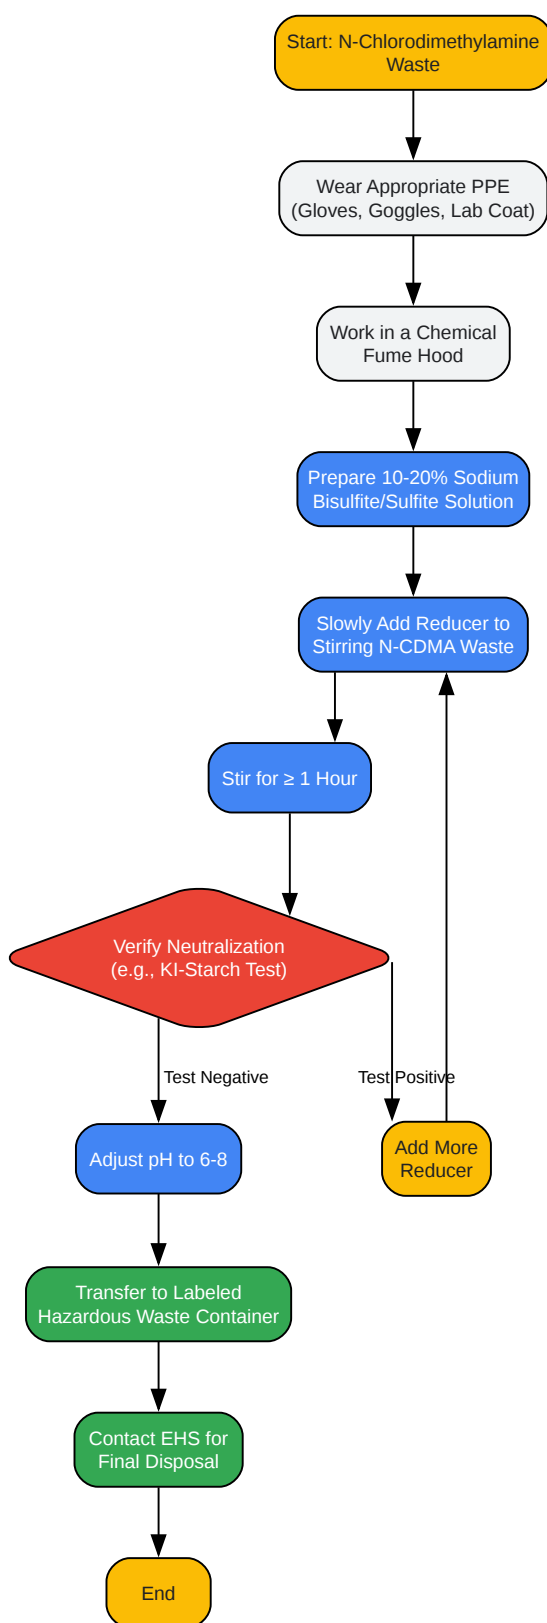 Start: N-Chlorodimethylamine
Waste
Wear Appropriate PPE
(Gloves, Goggles, Lab Coat)
Work in a Chemical
Fume Hood
Prepare 10-20% Sodium
Bisulfite/Sulfite Solution
Slowly Add Reducer to
Stirring N-CDMA Waste
Stir for ≥ 1 Hour
Verify Neutralization
(e.g., KI-Starch Test)
Test Negative
Test Positive
Adjust pH to 6-8
Add More
Reducer
Transfer to Labeled
Hazardous Waste Container
Contact EHS for
Final Disposal
End